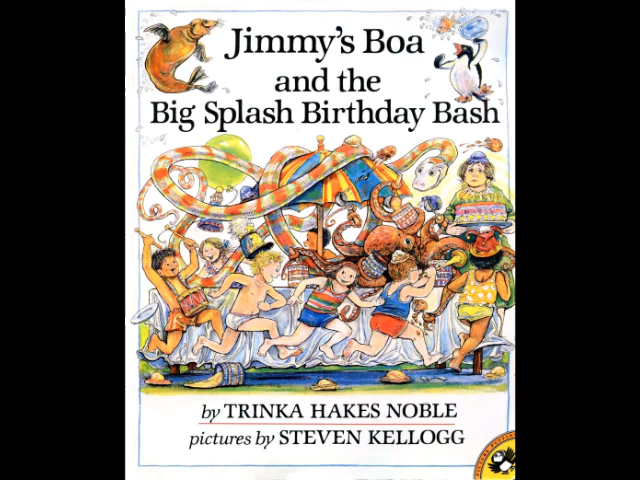 Jimmy's Boa
and the
Big Splash Birthday Bash
by TRINKA HAKES NOBLE
pictures by STEVEN KELLOGG